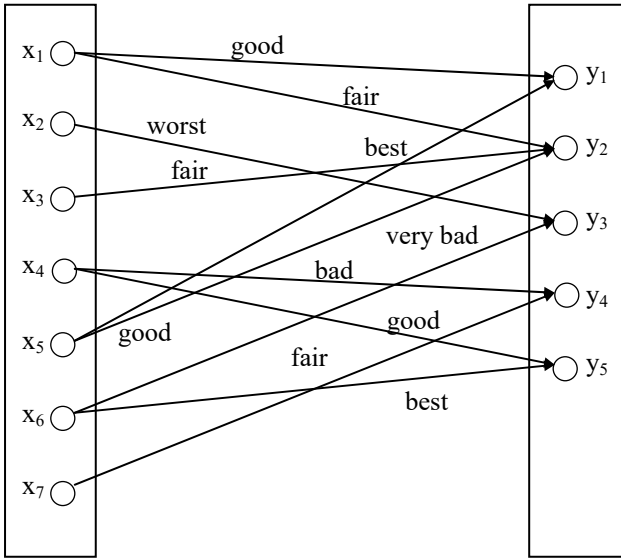 x₁
good
y₁
fair
x₂
worst
best
y₂
x₃
fair
y₃
very bad
x₄
bad
y₄
good
x₅
good
fair
y₅
best
x₆
x₇